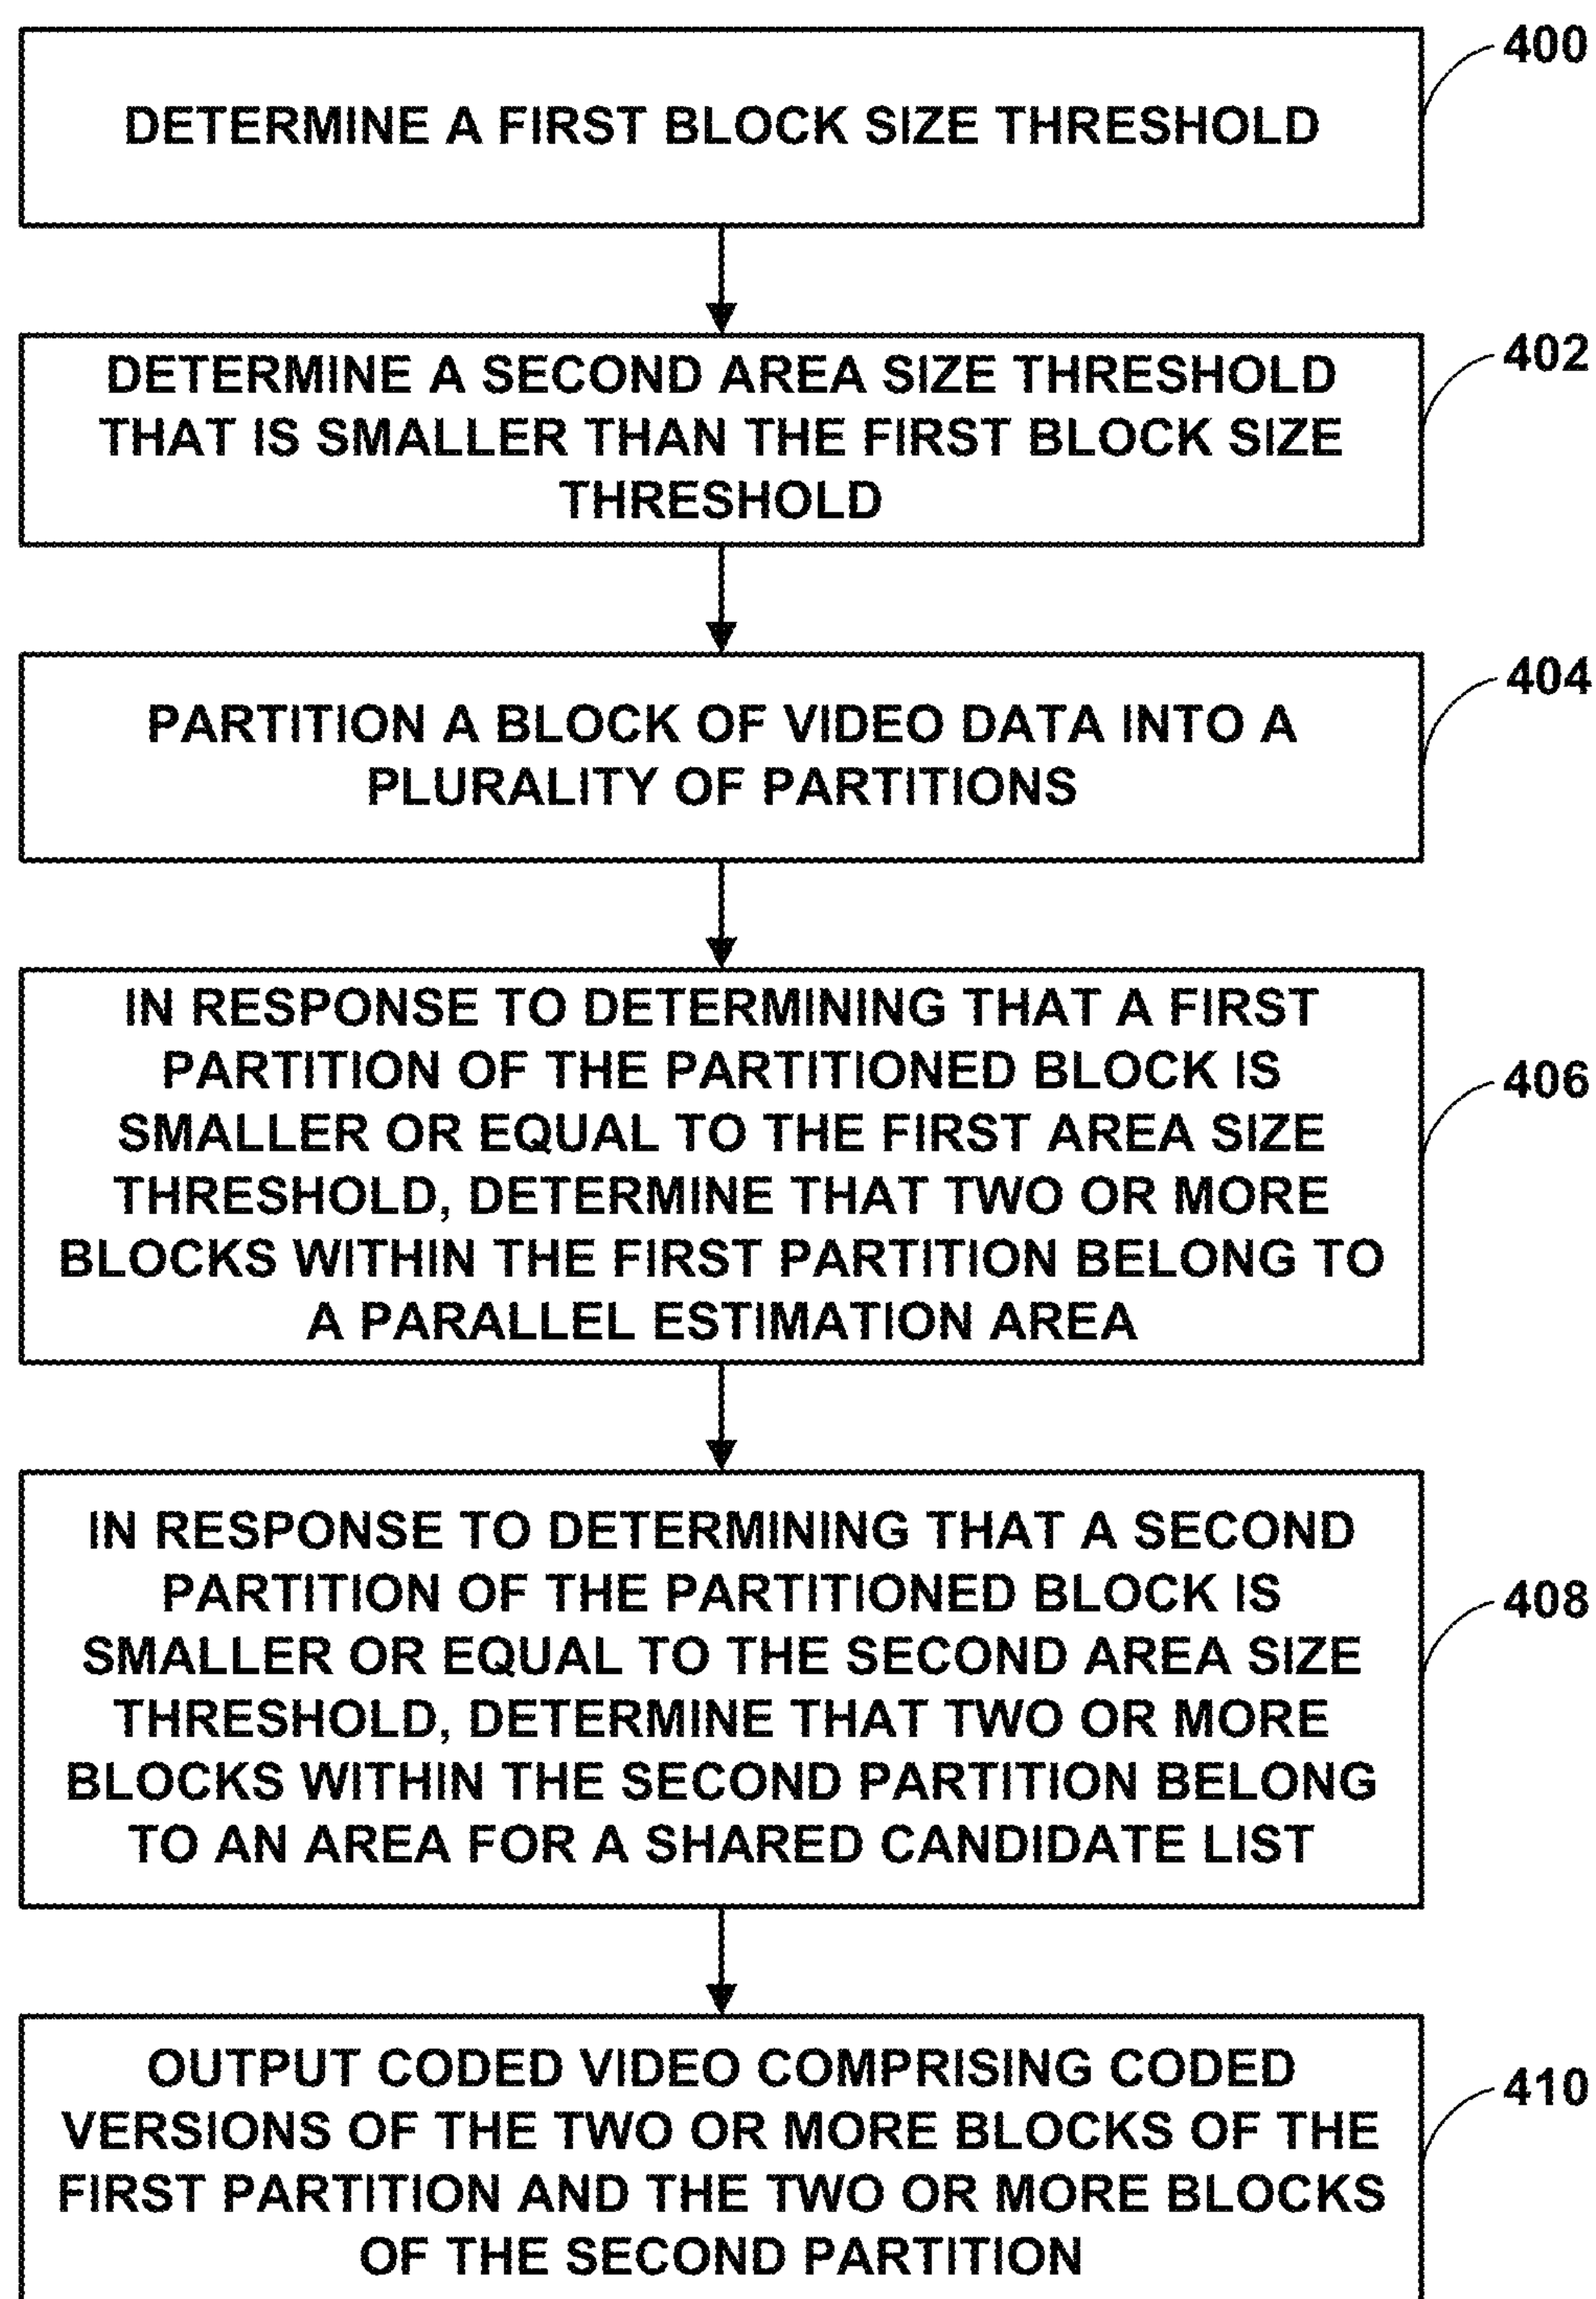 400
DETERMINE A FIRST BLOCK SIZE THRESHOLD
402
DETERMINE A SECOND AREA SIZE THRESHOLD
THAT IS SMALLER THAN THE FIRST BLOCK SIZE
THRESHOLD
404
PARTITION A BLOCK OF VIDEO DATA INTO A
PLURALITY OF PARTITIONS
406
IN RESPONSE TO DETERMINING THAT A FIRST
PARTITION OF THE PARTITIONED BLOCK IS
SMALLER OR EQUAL TO THE FIRST AREA SIZE
THRESHOLD, DETERMINE THAT TWO OR MORE
BLOCKS WITHIN THE FIRST PARTITION BELONG TO
A PARALLEL ESTIMATION AREA
408
IN RESPONSE TO DETERMINING THAT A SECOND
PARTITION OF THE PARTITIONED BLOCK IS
SMALLER OR EQUAL TO THE SECOND AREA SIZE
THRESHOLD, DETERMINE THAT TWO OR MORE
BLOCKS WITHIN THE SECOND PARTITION BELONG
TO AN AREA FOR A SHARED CANDIDATE LIST
410
OUTPUT CODED VIDEO COMPRISING CODED
VERSIONS OF THE TWO OR MORE BLOCKS OF THE
FIRST PARTITION AND THE TWO OR MORE BLOCKS
OF THE SECOND PARTITION